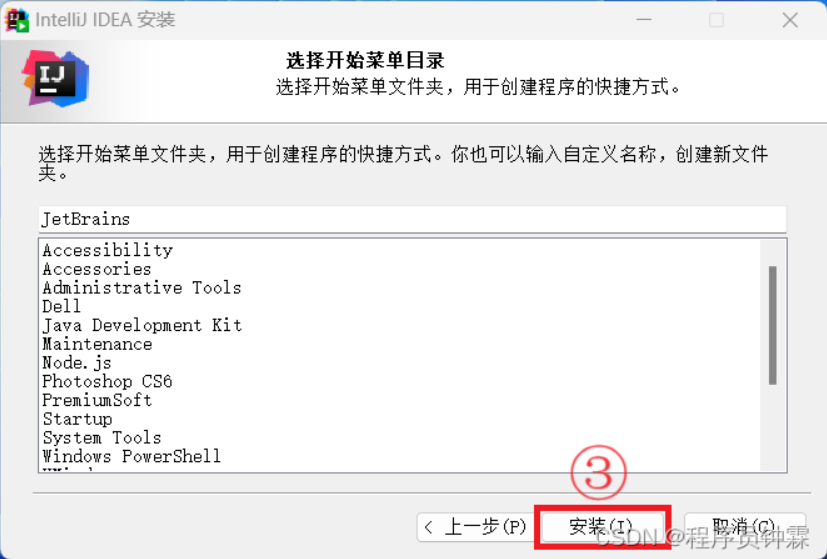 IntelliJ IDEA 安装
IJ
选择开始菜单目录
选择开始菜单文件夹，用于创建程序的快捷方式。
选择开始菜单文件夹，用于创建程序的快捷方式。你也可以输入自定义名称，创建新文件
夹。
JetBrains
Accessibility
Accessories
Administrative Tools
Dell
Java Development Kit
Maintenance
Node.js
Photoshop CS6
PremiumSoft
Startup
System Tools
Windows PowerShell
③
< 上一步(P) 安装(I) 取消(C)
CSDN @程序员钟霖